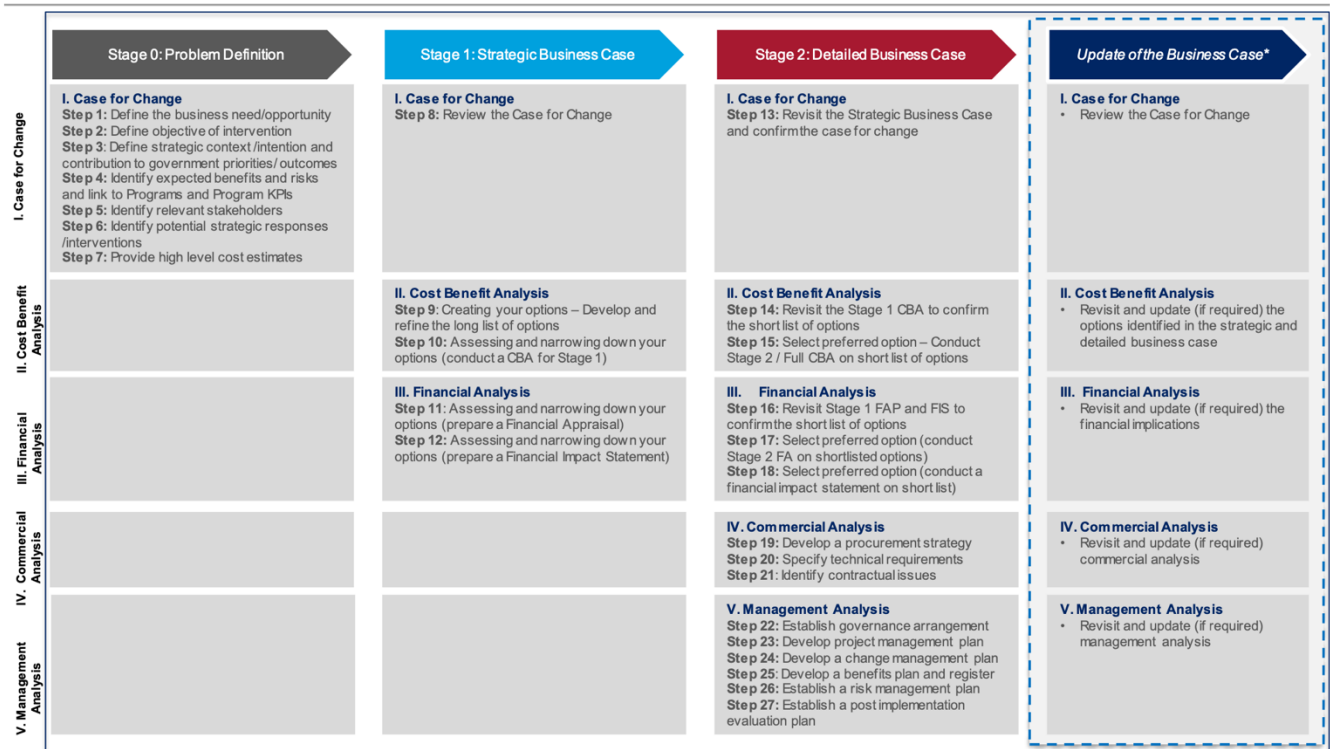 Stage 0: Problem Definition
Stage 1: Strategic Business Case
Stage 2: Detailed Business Case
Update of the Business Case*
I. Case for Change
I. Case for Change
Step 1: Define the business need/opportunity
Step 2: Define objective of intervention
Step 3: Define strategic context /intention and
contribution to government priorities/ outcomes
Step 4: Identify expected benefits and risks
and link to Programs and Program KPIs
Step 5: Identify relevant stakeholders
Step 6: Identify potential strategic responses
/interventions
Step 7: Provide high level cost estimates
I. Case for Change
Step 8: Review the Case for Change
I. Case for Change
Step 13: Revisit the Strategic Business Case
and confirm the case for change
I. Case for Change
• Review the Case for Change
II. Cost Benefit
Analysis
II. Cost Benefit Analysis
Step 9: Creating your options – Develop and
refine the long list of options
Step 10: Assessing and narrowing down your
options (conduct a CBA for Stage 1)
II. Cost Benefit Analysis
Step 14: Revisit the Stage 1 CBA to confirm
the short list of options
Step 15: Select preferred option – Conduct
Stage 2 / Full CBA on short list of options
II. Cost Benefit Analysis
• Revisit and update (if required) the
options identified in the strategic and
detailed business case
III. Financial
Analysis
III. Financial Analysis
Step 11: Assessing and narrowing down your
options (prepare a Financial Appraisal)
Step 12: Assessing and narrowing down your
options (prepare a Financial Impact Statement)
III. Financial Analysis
Step 16: Revisit Stage 1 FAP and FIS to
confirm the short list of options
Step 17: Select preferred option (conduct
Stage 2 FA on shortlisted options)
Step 18: Select preferred option (conduct a
financial impact statement on short list)
III. Financial Analysis
• Revisit and update (if required) the
financial implications
IV. Commercial
Analysis
IV. Commercial Analysis
Step 19: Develop a procurement strategy
Step 20: Specify technical requirements
Step 21: Identify contractual issues
IV. Commercial Analysis
• Revisit and update (if required)
commercial analysis
V. Management
Analysis
V. Management Analysis
Step 22: Establish governance arrangement
Step 23: Develop project management plan
Step 24: Develop a change management plan
Step 25: Develop a benefits plan and register
Step 26: Establish a risk management plan
Step 27: Establish a post implementation
evaluation plan
V. Management Analysis
• Revisit and update (if required)
management analysis